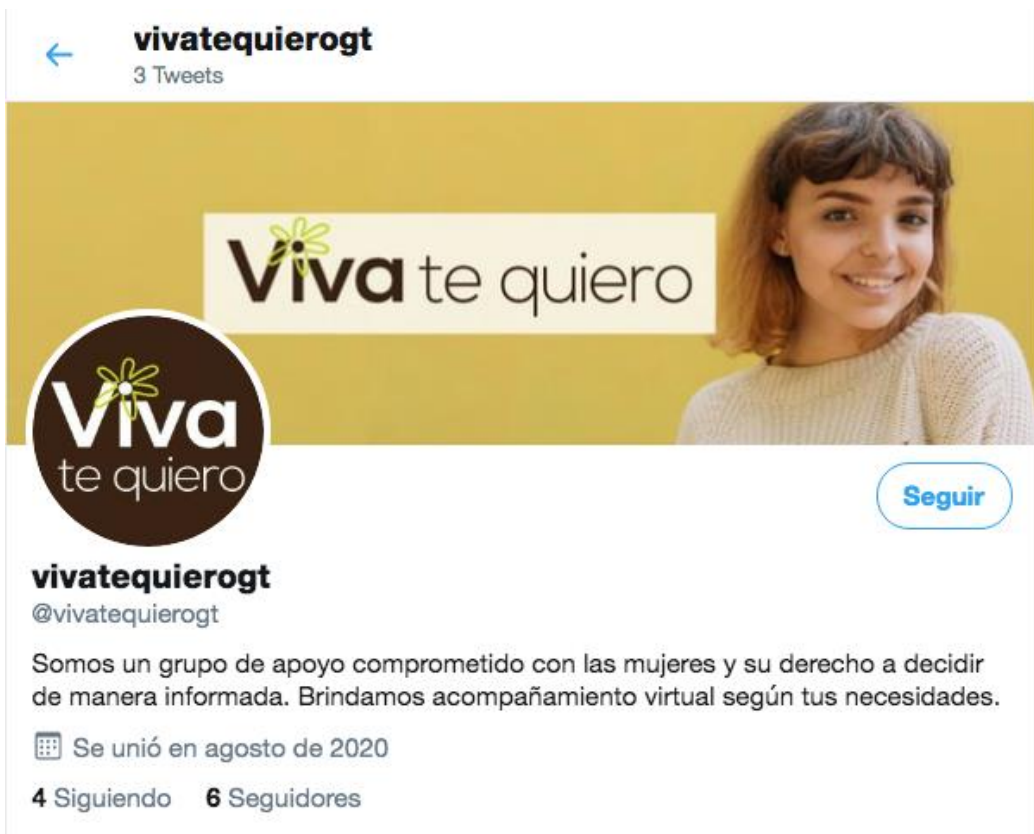 vivatequierogt
3 Tweets
Viva te quiero
Viva
te quiero
Seguir
vivatequierogt
@vivatequierogt
Somos un grupo de apoyo comprometido con las mujeres y su derecho a decidir
de manera informada. Brindamos acompañamiento virtual según tus necesidades.
Se unió en agosto de 2020
4 Siguiendo 6 Seguidores